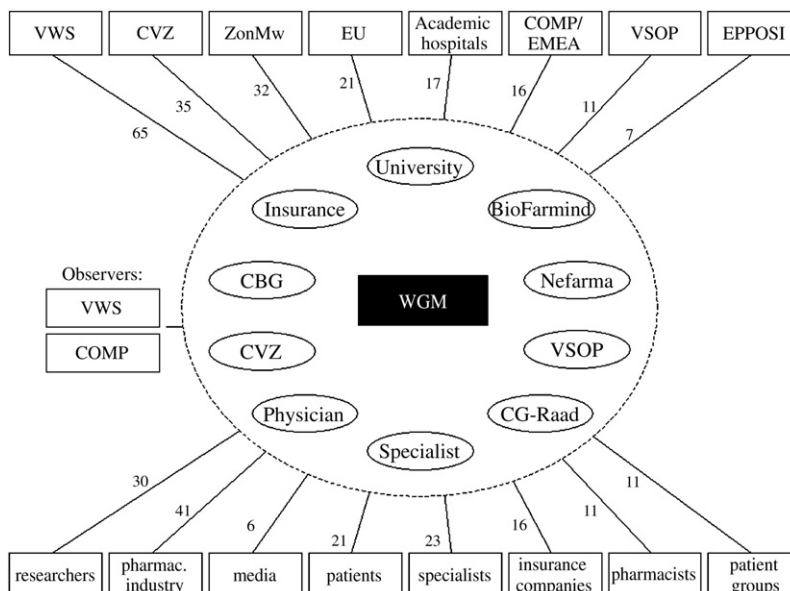 VWS
CVZ
ZonMw
EU
Academic
hospitals
COMP/
EMEA
VSOP
EPPOSI
65
35
32
21
17
16
11
7
University
Insurance
BioFarmind
Observers:
VWS
COMP
CBG
WGM
Nefarma
CVZ
VSOP
Physician
CG-Raad
Specialist
30
41
6
21
23
16
11
11
researchers
pharmac.
industry
media
patients
specialists
insurance
companies
pharmacists
patient
groups